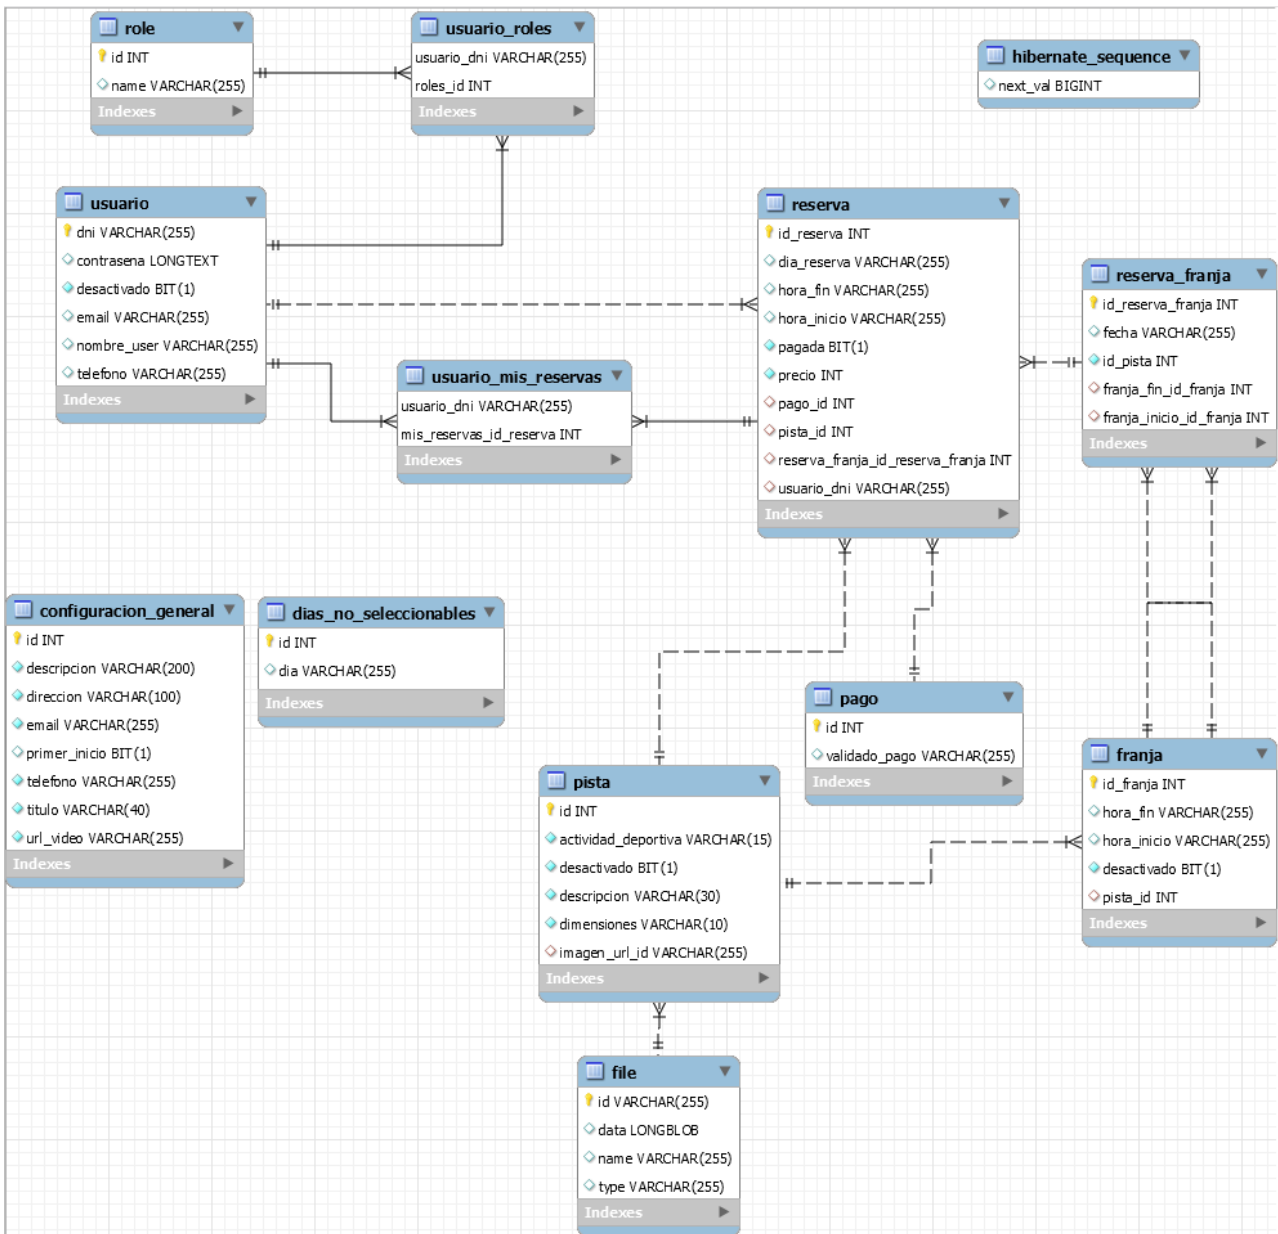 role
id INT
name VARCHAR(255)
Indexes
usuario_roles
usuario_dni VARCHAR(255)
roles_id INT
Indexes
hibernate_sequence
next_val BIGINT
usuario
dni VARCHAR(255)
contrasena LONGTEXT
desactivado BIT(1)
email VARCHAR(255)
nombre_user VARCHAR(255)
telefono VARCHAR(255)
Indexes
usuario_mis_reservas
usuario_dni VARCHAR(255)
mis_reservas_id_reserva INT
Indexes
reserva
id_reserva INT
dia_reserva VARCHAR(255)
hora_fin VARCHAR(255)
hora_inicio VARCHAR(255)
pagada BIT(1)
precio INT
pago_id INT
pista_id INT
reserva_franja_id_reserva_franja INT
usuario_dni VARCHAR(255)
Indexes
reserva_franja
id_reserva_franja INT
fecha VARCHAR(255)
id_pista INT
franja_fin_id_franja INT
franja_inicio_id_franja INT
Indexes
configuracion_general
id INT
descripcion VARCHAR(200)
direccion VARCHAR(100)
email VARCHAR(255)
primer_inicio BIT(1)
telefono VARCHAR(255)
titulo VARCHAR(40)
url_video VARCHAR(255)
Indexes
dias_no_seleccionables
id INT
dia VARCHAR(255)
Indexes
pago
id INT
validado_pago VARCHAR(255)
Indexes
pista
id INT
actividad_deportiva VARCHAR(15)
desactivado BIT(1)
descripcion VARCHAR(30)
dimensiones VARCHAR(10)
imagen_url_id VARCHAR(255)
Indexes
franja
id_franja INT
hora_fin VARCHAR(255)
hora_inicio VARCHAR(255)
desactivado BIT(1)
pista_id INT
Indexes
file
id VARCHAR(255)
data LONGBLOB
name VARCHAR(255)
type VARCHAR(255)
Indexes